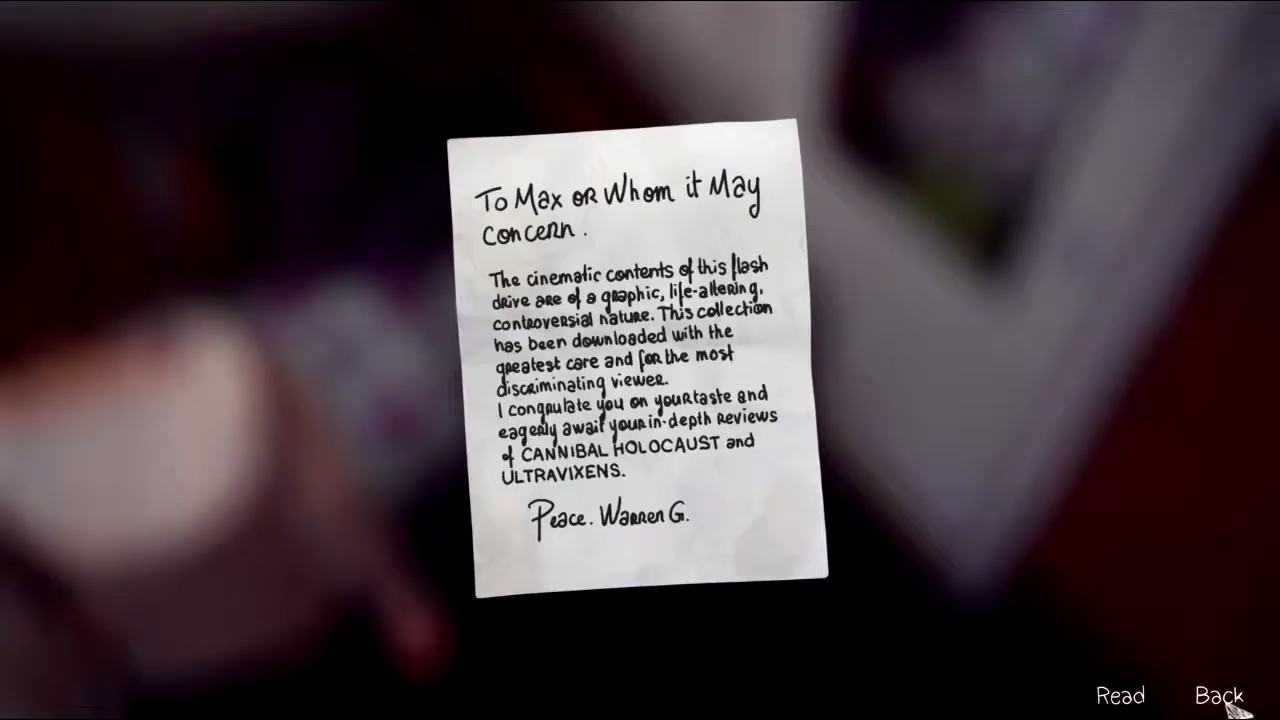 To Max or Whom it May
Concern.
The cinematic contents of this flash
drive are of a graphic, life-altering,
controversial nature. This collection
has been downloaded with the
greatest care and for the most
discriminating viewer.
I congrulate you on your taste and
eagerly await your in-depth reviews
of CANNIBAL HOLOCAUST and
ULTRAVIXENS.
Peace. Warren G.
Read
Back